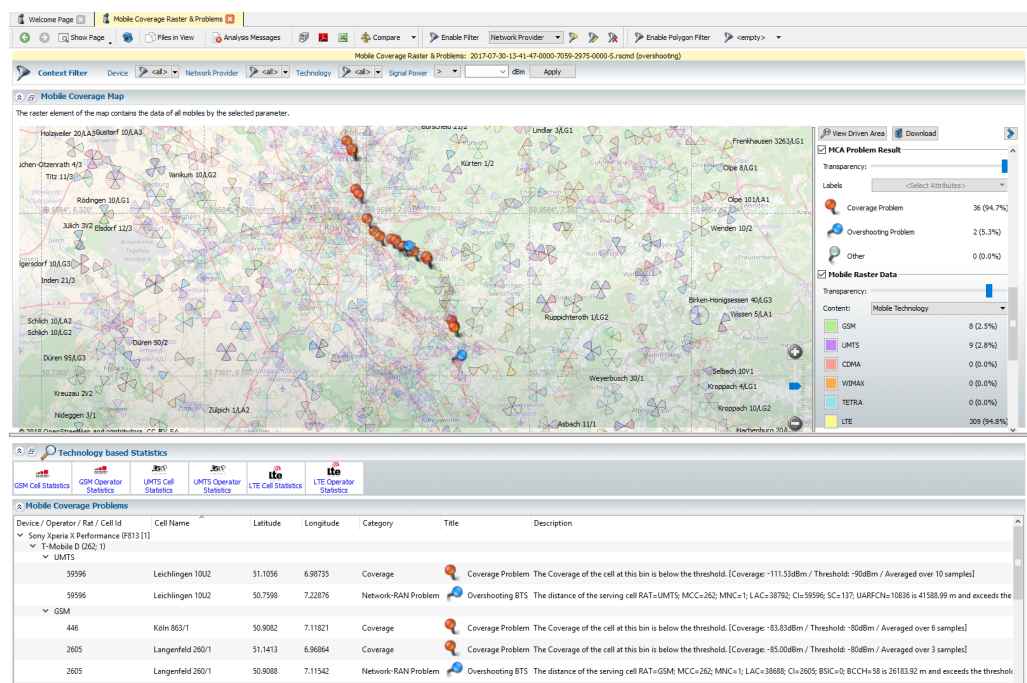 Welcome Page
Mobile Coverage Raster & Problems
Show Page
Files in View
Analysis Messages
Compare
Enable Filter
Network Provider
Enable Polygon Filter
<empty>
Mobile Coverage Raster & Problems: 2017-07-30-13-41-47-0000-7059-2975-0000-S.rscmd (overshooting)
Context Filter Device <all> Network Provider <all> Technology <all> Signal Power > dBm Apply
Mobile Coverage Map
The raster element of the map contains the data of all mobiles by the selected parameter.
Holzweiler 20/LA3
Gustorf 10/LA3
Burscheid 21/2
Lindlar 3/LG1
Frenkhausen 3263/LG1
uchen-Otzenrath 4/3
Titz 11/3
Vanikum 10/LG2
Kürten 1/2
Olpe 8/LG1
Rödingen 10/LG1
Olpe 101/LA1
Jülich 3V2
Elsdorf 12/3
Köln
Wenden 10/2
lgersdorf 10/LG3
Inden 21/3
Birken-Honigsessen 40/LG3
Wissen 5/LA1
Ruppichteroth 1/LG2
Schlich 10/LA2
Schlich 10/LG2
Düren 50/2
Düren 95/LG3
Selbach 10V1
Weyerbusch 30/1
Kroppach 4/LG1
Kreuzau 2V2
Zülpich 1/LA2
Kroppach 10/LG2
Nideggen 3/1
Asbach 11/1
Hachenburg 20/L
© 2018 OpenStreetMap and contributors, CC-BY-SA
View Driven Area
Download
MCA Problem Result
Transparency:
Labels <Select Attributes>
Coverage Problem 36 (94.7%)
Overshooting Problem 2 (5.3%)
Other 0 (0.0%)
Mobile Raster Data
Transparency:
Content: Mobile Technology
GSM 8 (2.5%)
UMTS 9 (2.8%)
CDMA 0 (0.0%)
WIMAX 0 (0.0%)
TETRA 0 (0.0%)
LTE 309 (94.8%)
Technology based Statistics
GSM Cell Statistics
GSM Operator Statistics
UMTS Cell Statistics
UMTS Operator Statistics
LTE Cell Statistics
LTE Operator Statistics
Mobile Coverage Problems
Device / Operator / Rat / Cell Id Cell Name Latitude Longitude Category Title Description
Sony Xperia X Performance (F813 [1]
T-Mobile D (262; 1)
UMTS
59596 Leichlingen 10U2 51.1056 6.98735 Coverage Coverage Problem The Coverage of the cell at this bin is below the threshold. [Coverage: -111.53dBm / Threshold: -90dBm / Averaged over 10 samples]
59596 Leichlingen 10U2 50.7598 7.22876 Network-RAN Problem Overshooting BTS The distance of the serving cell RAT=UMTS; MCC=262; MNC=1; LAC=38792; CI=59596; SC=137; UARFCN=10836 is 41588.99 m and exceeds the
GSM
446 Köln 863/1 50.9082 7.11821 Coverage Coverage Problem The Coverage of the cell at this bin is below the threshold. [Coverage: -83.83dBm / Threshold: -80dBm / Averaged over 6 samples]
2605 Langenfeld 260/1 51.1413 6.96864 Coverage Coverage Problem The Coverage of the cell at this bin is below the threshold. [Coverage: -85.00dBm / Threshold: -80dBm / Averaged over 3 samples]
2605 Langenfeld 260/1 50.9088 7.11542 Network-RAN Problem Overshooting BTS The distance of the serving cell RAT=GSM; MCC=262; MNC=1; LAC=38688; CI=2605; BSIC=0; BCCH=58 is 26183.92 m and exceeds the threshol